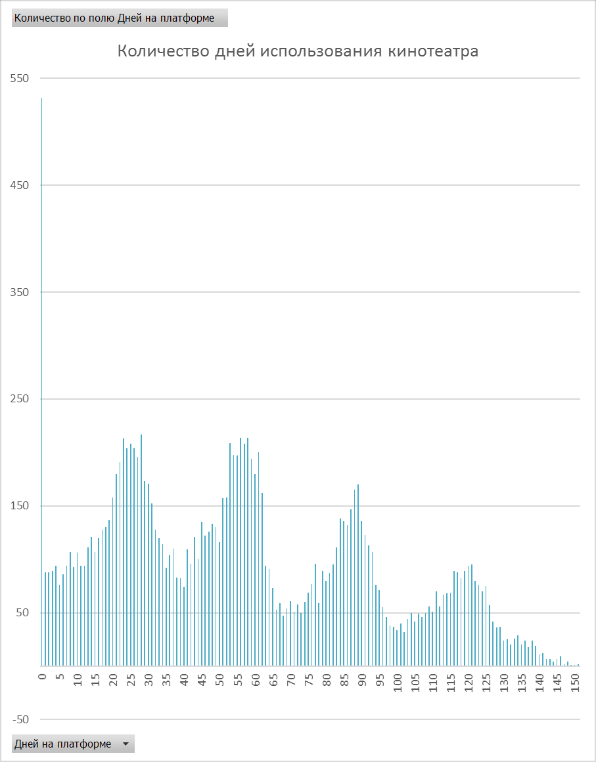 Количество по полю Дней на платформе
Количество дней использования кинотеатра
550
450
350
250
150
50
-50
0 5 10 15 20 25 30 35 40 45 50 55 60 65 70 75 80 85 90 95 100 105 110 115 120 125 130 135 140 145 150
Дней на платформе